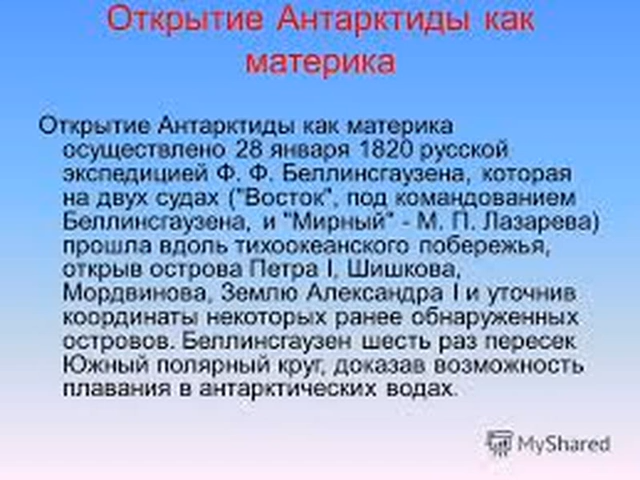 Открытие Антарктиды как
материка
Открытие Антарктиды как материка
осуществлено 28 января 1820 русской
экспедицией Ф. Ф. Беллинсгаузена, которая
на двух судах ("Восток", под командованием
Беллинсгаузена, и "Мирный" - М. П. Лазарева)
прошла вдоль тихоокеанского побережья,
открыв острова Петра I, Шишкова,
Мордвинова, Землю Александра I и уточнив
координаты некоторых ранее обнаруженных
островов. Беллинсгаузен шесть раз пересек
Южный полярный круг, доказав возможность
плавания в антарктических водах.
MyShared